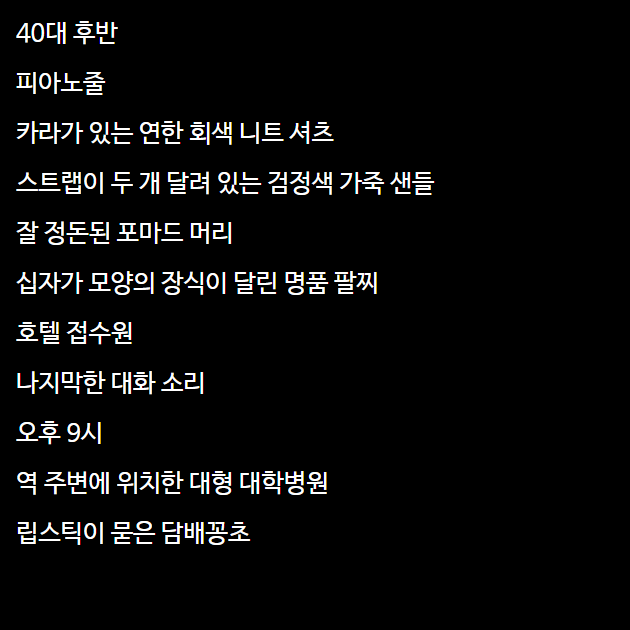 40대 후반
피아노줄
카라가 있는 연한 회색 니트 셔츠
스트랩이 두 개 달려 있는 검정색 가죽 샌들
잘 정돈된 포마드 머리
십자가 모양의 장식이 달린 명품 팔찌
호텔 접수원
나지막한 대화 소리
오후 9시
역 주변에 위치한 대형 대학병원
립스틱이 묻은 담배꽁초